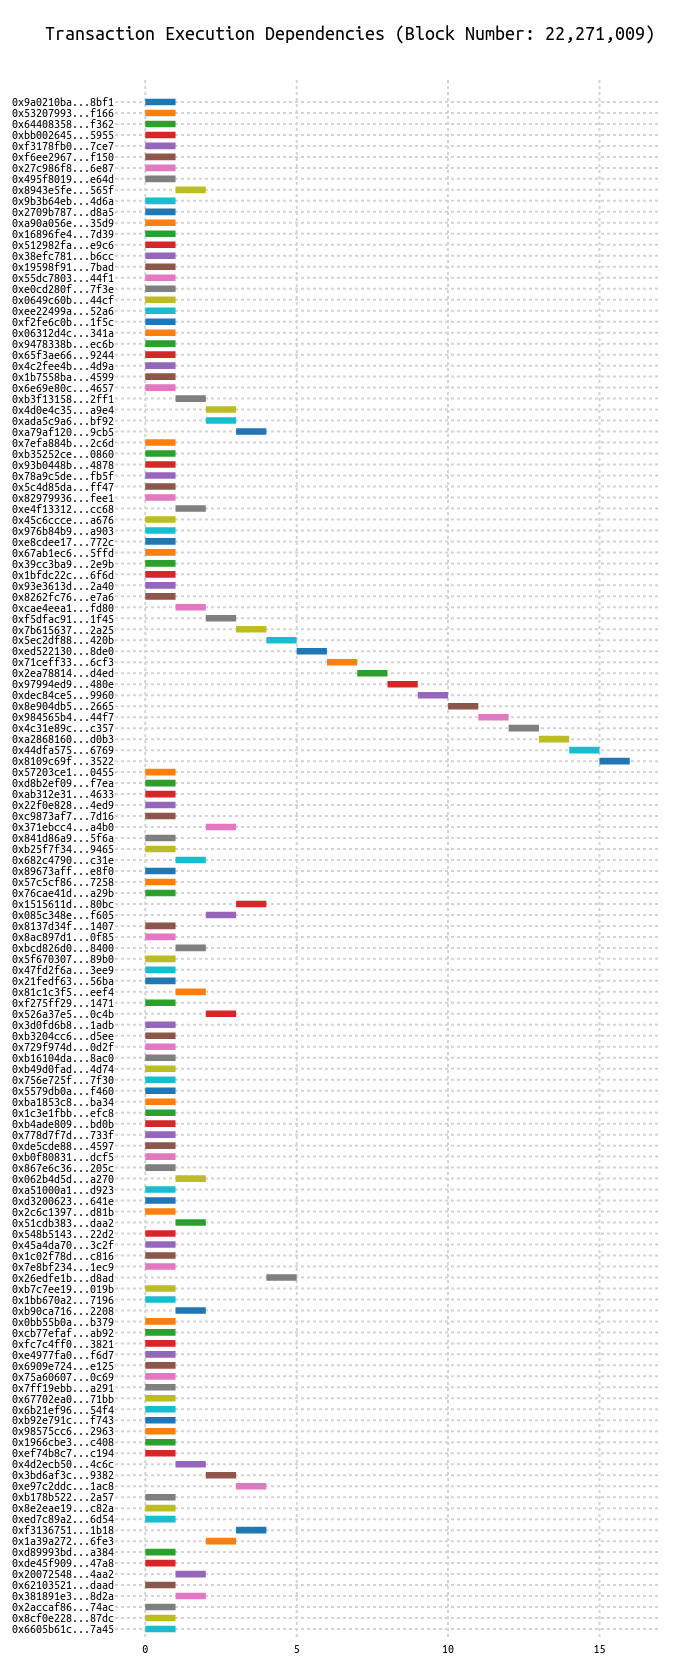 Transaction Execution Dependencies (Block Number: 22,271,009)
0x9a0210ba...8bf1
0x53207993...f166
0x64408358...f362
0xbb002645...5955
0xf3178fb0...7ce7
0xf6ee2967...f150
0x27c986f8...6e87
0x495f8019...e64d
0x8943e5fe...565f
0x9b3b64eb...4d6a
0x2709b787...d8a5
0xa90a056e...35d9
0x16896fe4...7d39
0x512982fa...e9c6
0x38efc781...b6cc
0x19598f91...7bad
0x55dc7803...44f1
0xe0cd280f...7f3e
0x0649c60b...44cf
0xee22499a...52a6
0xf2fe6c0b...1f5c
0x06312d4c...341a
0x9478338b...ec6b
0x65f3ae66...9244
0x4c2fee4b...4d9a
0x1b7558ba...4599
0x6e69e80c...4657
0xb3f13158...2ff1
0x4d0e4c35...a9e4
0xada5c9a6...bf92
0xa79af120...9cb5
0x7efa884b...2c6d
0xb35252ce...0860
0x93b0448b...4878
0x78a9c5de...fb5f
0x5c4d85da...ff47
0x82979936...fee1
0xe4f13312...cc68
0x45c6ccce...a676
0x976b84b9...a903
0xe8cdee17...772c
0x67ab1ec6...5ffd
0x39cc3ba9...2e9b
0x1bfdc22c...6f6d
0x93e3613d...2a40
0x8262fc76...e7a6
0xcae4eea1...fd80
0xf5dfac91...1f45
0x7b615637...2a25
0x5ec2df88...420b
0xed522130...8de0
0x71ceff33...6cf3
0x2ea78814...d4ed
0x97994ed9...480e
0xdec84ce5...9960
0x8e904db5...2665
0x984565b4...44f7
0x4c31e89c...c357
0xa2868160...d0b3
0x44dfa575...6769
0x8109c69f...3522
0x57203ce1...0455
0xd8b2ef09...f7ea
0xab312e31...4633
0x22f0e828...4ed9
0xc9873af7...7d16
0x371ebcc4...a4b0
0x841d86a9...5f6a
0xb25f7f34...9465
0x682c4790...c31e
0x89673aff...e8f0
0x57c5cf86...7258
0x76cae41d...a29b
0x1515611d...80bc
0x085c348e...f605
0x8137d34f...1407
0x8ac897d1...0f85
0xbcd826d0...8400
0x5f670307...89b0
0x47fd2f6a...3ee9
0x21fedf63...56ba
0x81c1c3f5...eef4
0xf275ff29...1471
0x526a37e5...0c4b
0x3d0fd6b8...1adb
0xb3204cc6...d5ee
0x729f974d...0d2f
0xb16104da...8ac0
0xb49d0fad...4d74
0x756e725f...7f30
0x5579db0a...f460
0xba1853c8...ba34
0x1c3e1fbb...efc8
0xb4ade809...bd0b
0x778d7f7d...733f
0xde5cde88...4597
0xb0f80831...dcf5
0x867e6c36...205c
0x062b4d5d...a270
0xa51000a1...d923
0xd3200623...641e
0x2c6c1397...d81b
0x51cdb383...daa2
0x548b5143...22d2
0x45a4da70...3c2f
0x1c02f78d...c816
0x7e8bf234...1ec9
0x26edfe1b...d8ad
0xb7c7ee19...019b
0x1bb670a2...7196
0xb90ca716...2208
0x0bb55b0a...b379
0xcb77efaf...ab92
0xfc7c4ff0...3821
0xe4977fa0...f6d7
0x6909e724...e125
0x75a60607...0c69
0x7ff19ebb...a291
0x67702ea0...71bb
0x6b21ef96...54f4
0xb92e791c...f743
0x98575cc6...2963
0x1966cbe3...c408
0xef74b8c7...c194
0x4d2ecb50...4c6c
0x3bd6af3c...9382
0xe97c2ddc...1ac8
0xb178b522...2a57
0x8e2eae19...c82a
0xed7c89a2...6d54
0xf3136751...1b18
0x1a39a272...6fe3
0xd89993bd...a384
0xde45f909...47a8
0x20072548...4aa2
0x62103521...daad
0x381891e3...8d2a
0x2accaf86...74ac
0x8cf0e228...87dc
0x6605b61c...7a45
0 5 10 15